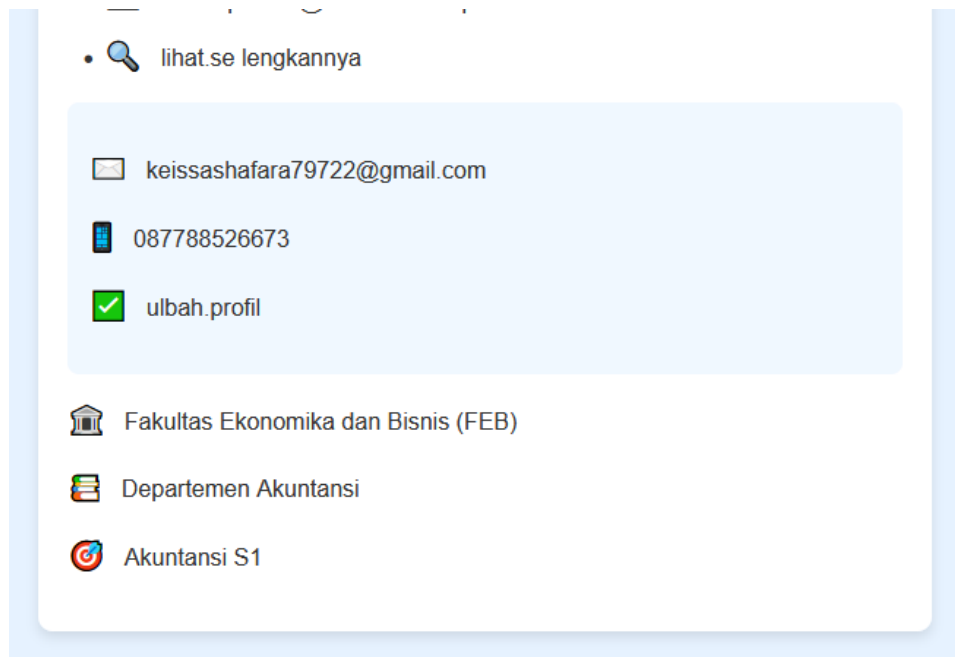 lihat.se lengkannya
keissashafara79722@gmail.com
087788526673
ulbah.profil
Fakultas Ekonomika dan Bisnis (FEB)
Departemen Akuntansi
Akuntansi S1